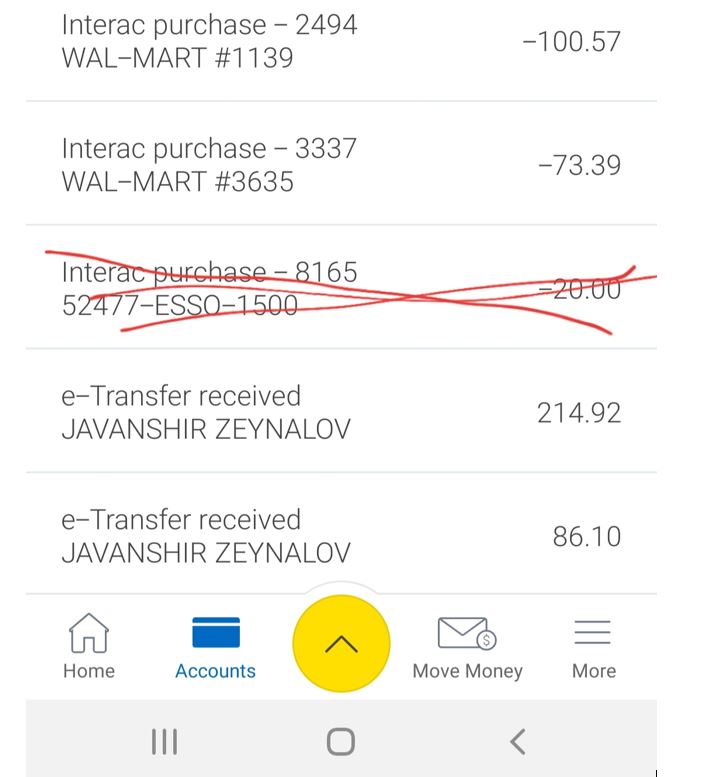 Interac purchase – 2494
WAL–MART #1139
–100.57
Interac purchase – 3337
WAL–MART #3635
–73.39
Interac purchase – 8165
52477–ESSO–1500
–20.00
e–Transfer received
JAVANSHIR ZEYNALOV
214.92
e–Transfer received
JAVANSHIR ZEYNALOV
86.10
Home
Accounts
$
Move Money
More